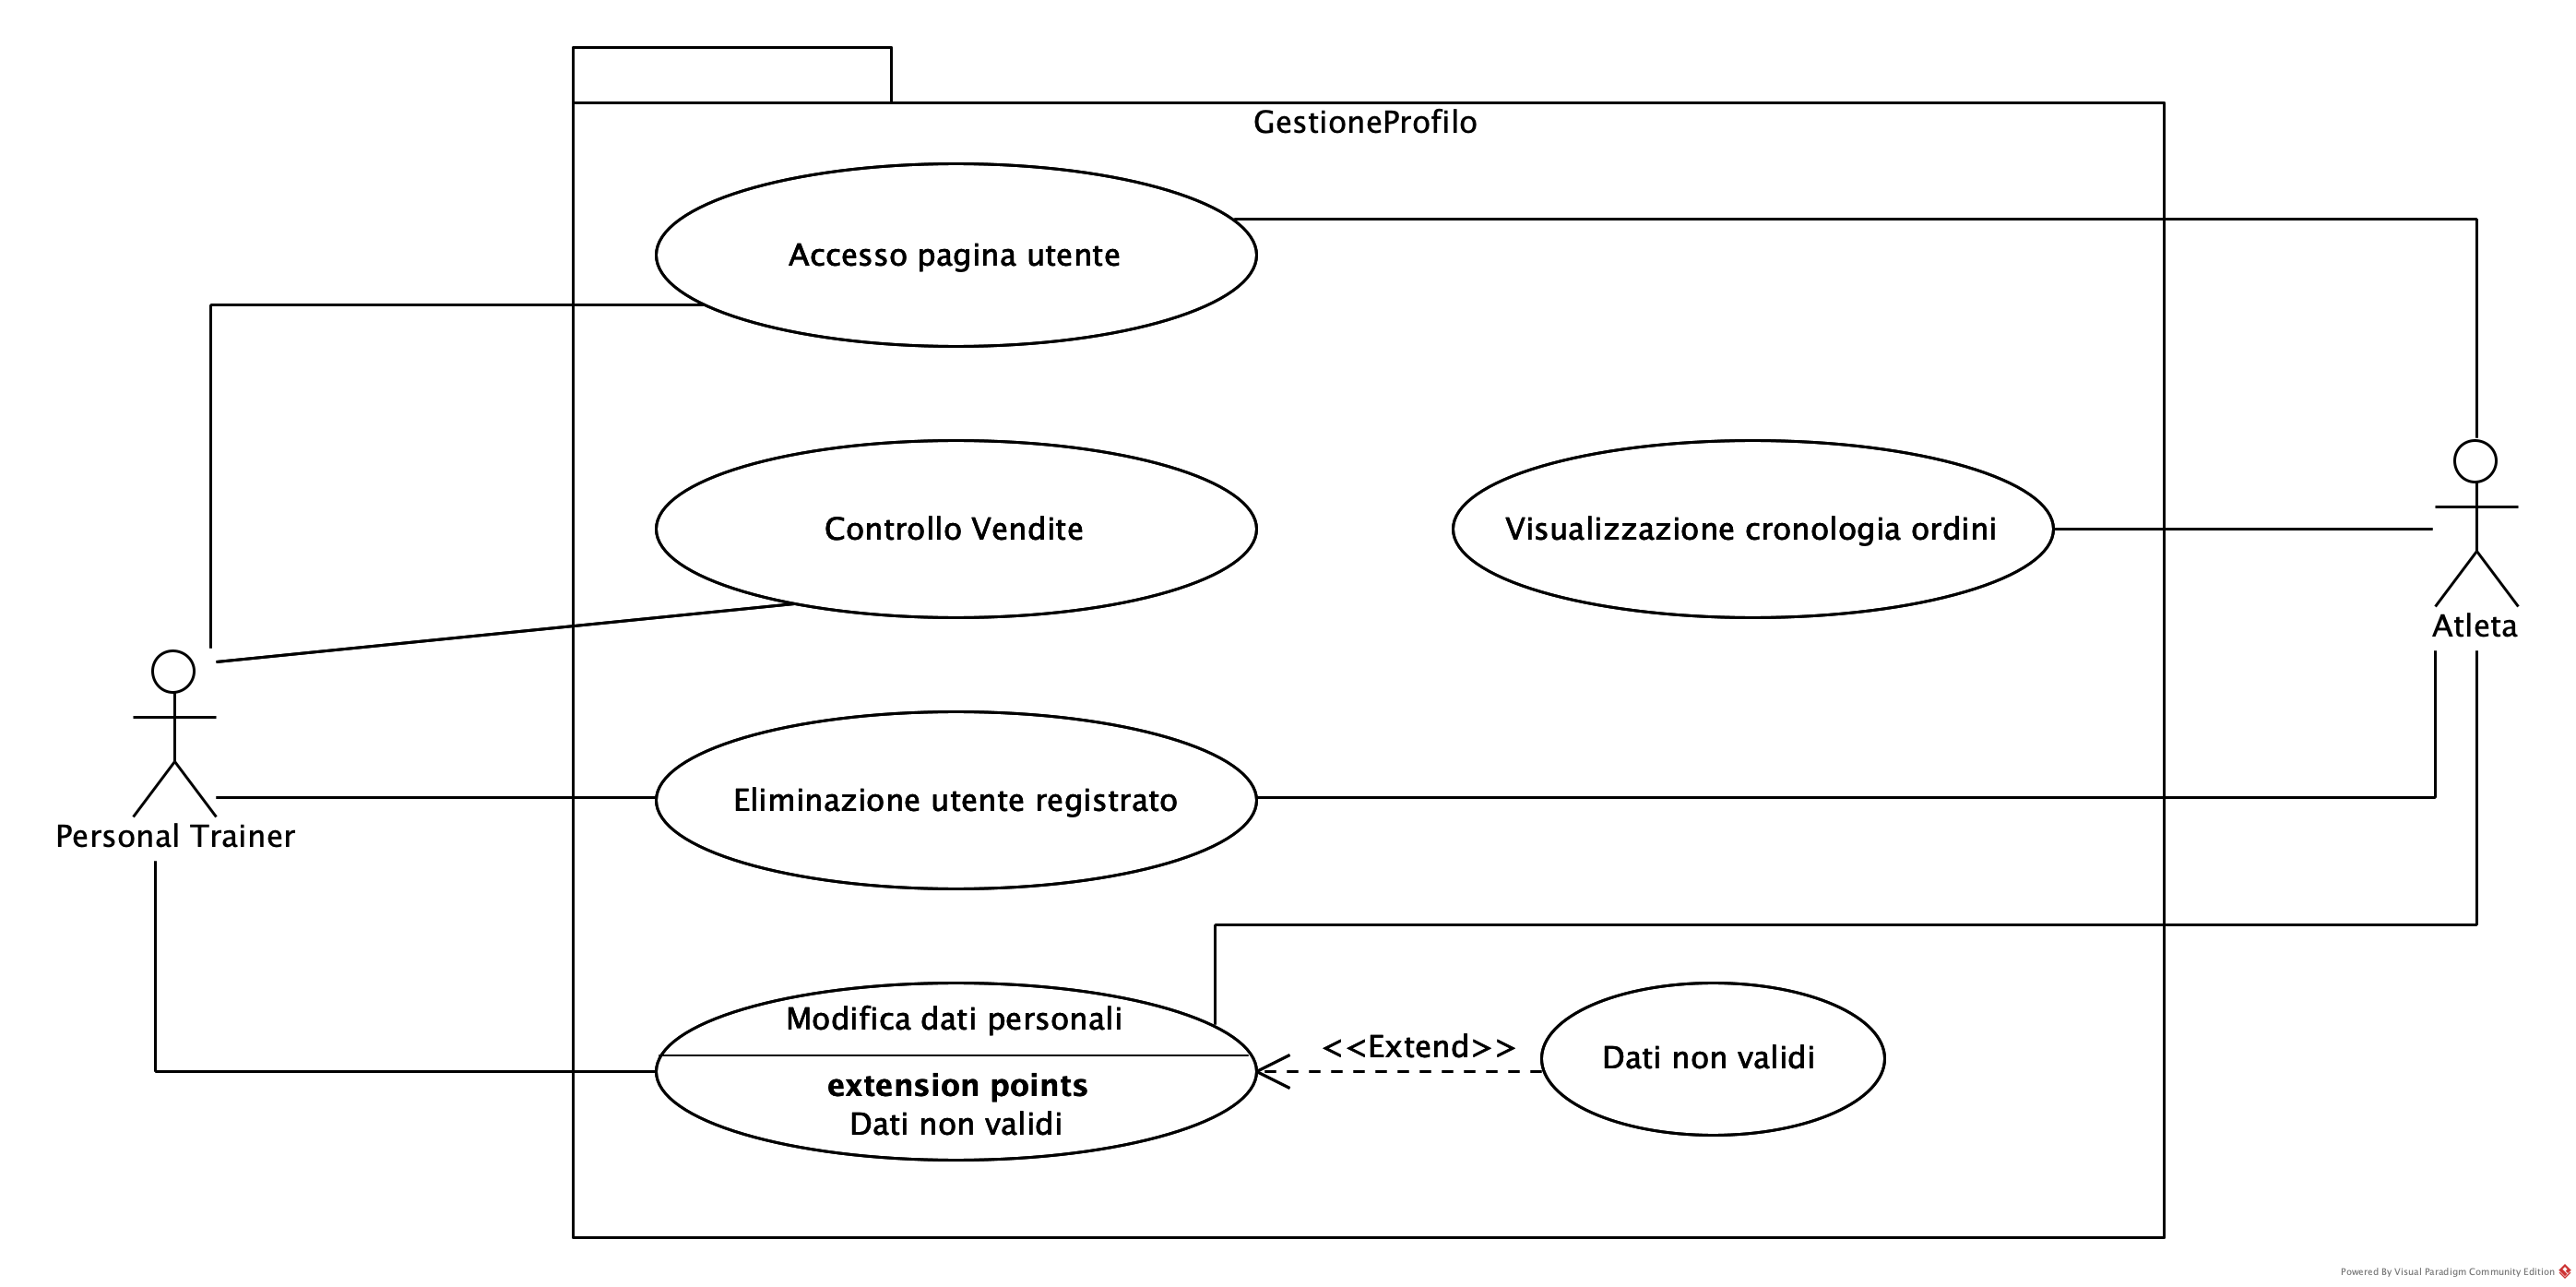 GestioneProfilo
Accesso pagina utente
Controllo Vendite
Visualizzazione cronologia ordini
Atleta
Eliminazione utente registrato
Personal Trainer
Modifica dati personali
extension points
Dati non validi
<<Extend>>
Dati non validi
Powered By Visual Paradigm Community Edition